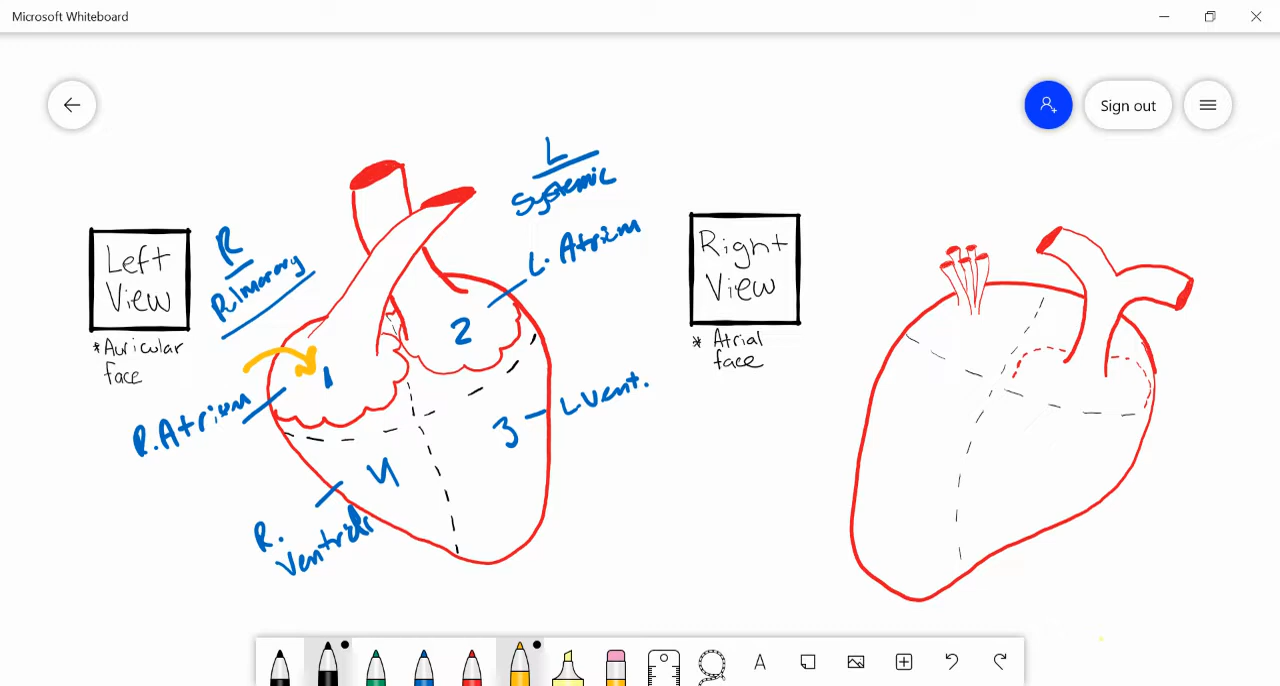 Microsoft Whiteboard
Sign out
L
Systemic
L. Atrium
R
Pulmonary
Left
View
*Auricular
face
Right
View
* Atrial
face
1
2
R. Atrium
3 - L Vent.
4
R.
Ventricle
A